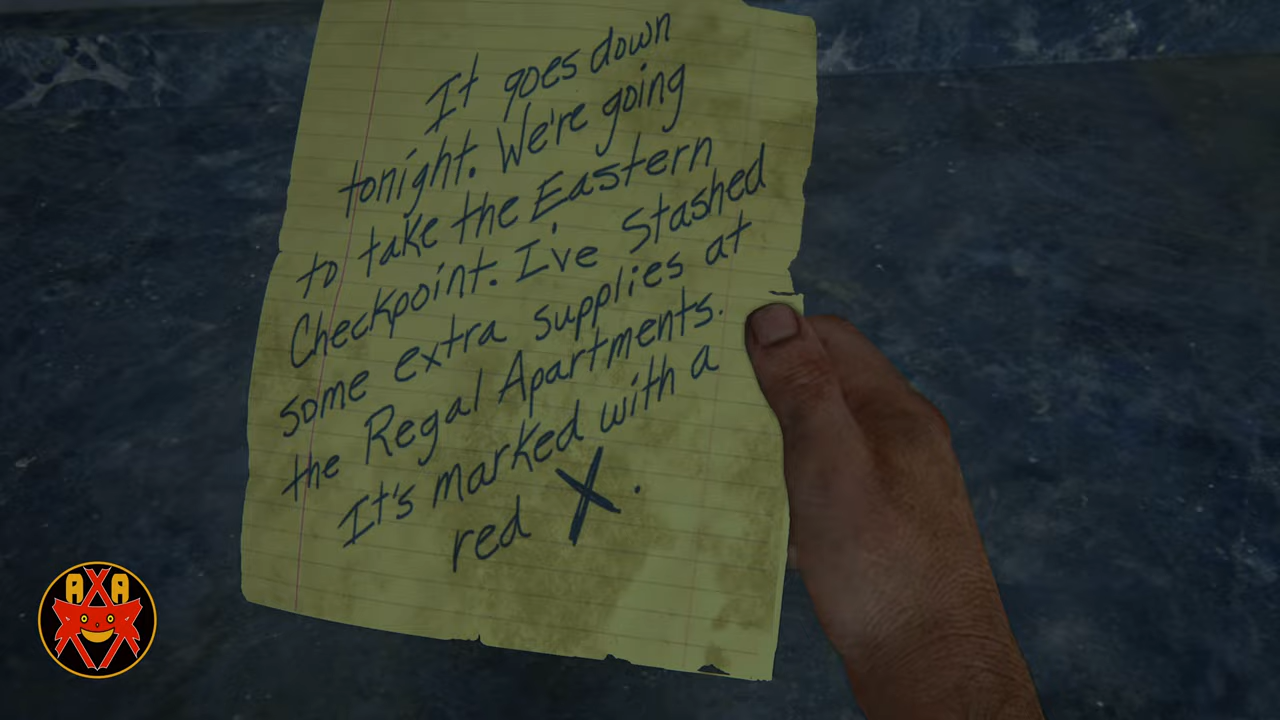 It goes down
tonight. We're going
to take the Eastern
Checkpoint. I've Stashed
some extra supplies at
the Regal Apartments.
It's marked with a
red X.
AXA